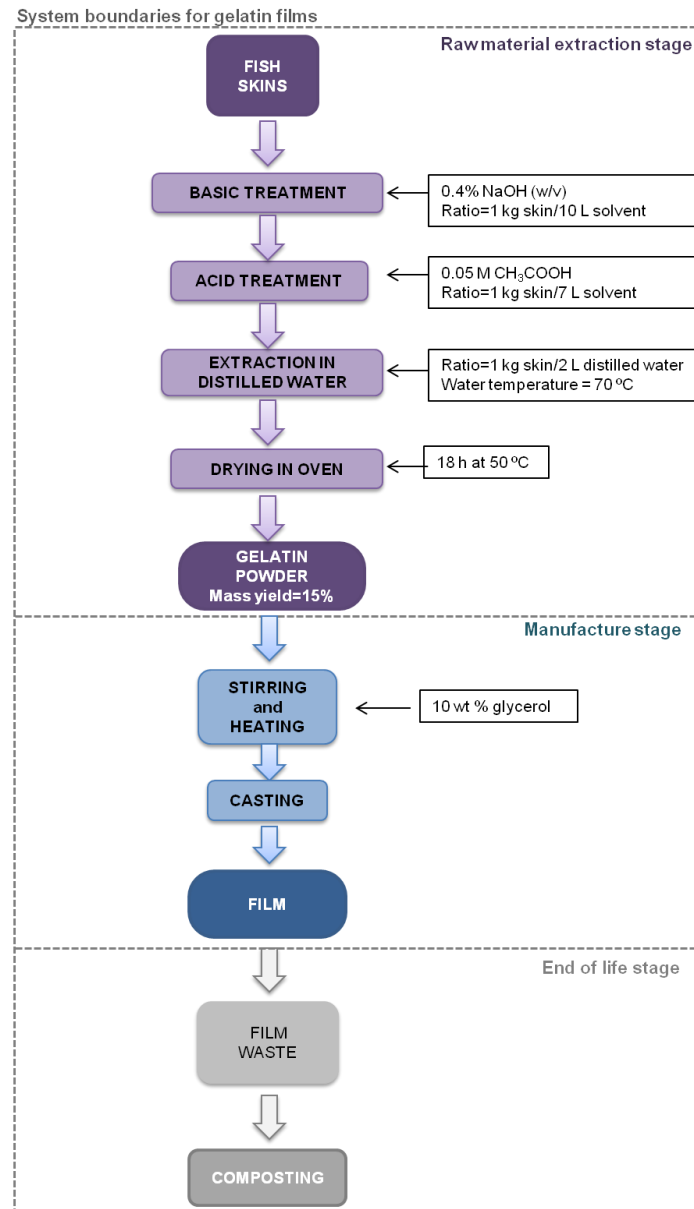 System boundaries for gelatin films
Raw material extraction stage
FISH
SKINS
BASIC TREATMENT
0.4% NaOH (w/v)
Ratio=1 kg skin/10 L solvent
ACID TREATMENT
0.05 M CH₃COOH
Ratio=1 kg skin/7 L solvent
EXTRACTION IN
DISTILLED WATER
Ratio=1 kg skin/2 L distilled water
Water temperature = 70 ºC
DRYING IN OVEN
18 h at 50 ºC
GELATIN
POWDER
Mass yield=15%
Manufacture stage
STIRRING
and
HEATING
10 wt % glycerol
CASTING
FILM
End of life stage
FILM
WASTE
COMPOSTING